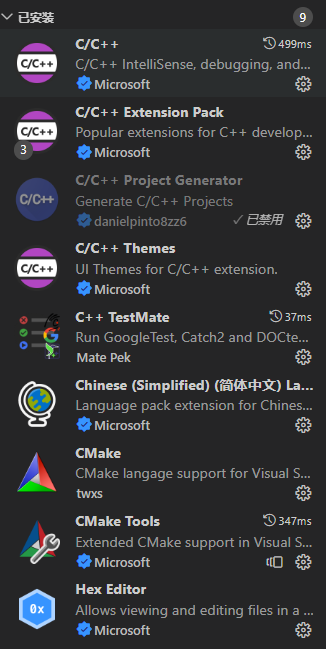 已安装 9
C/C++ 499ms
C/C++ IntelliSense, debugging, and...
Microsoft
C/C++ Extension Pack
Popular extensions for C++ develop...
3 Microsoft
C/C++ Project Generator
C/C++ Generate C/C++ Projects
danielpinto8zz6 已禁用
C/C++ Themes
C/C++ UI Themes for C/C++ extension.
Microsoft
C++ TestMate 37ms
Run GoogleTest, Catch2 and DOCte...
Mate Pek
Chinese (Simplified) (简体中文) La...
Language pack extension for Chines...
Microsoft
CMake
CMake langage support for Visual S...
twxs
CMake Tools 347ms
Extended CMake support in Visual S...
Microsoft
Hex Editor
0x Allows viewing and editing files in a ...
Microsoft